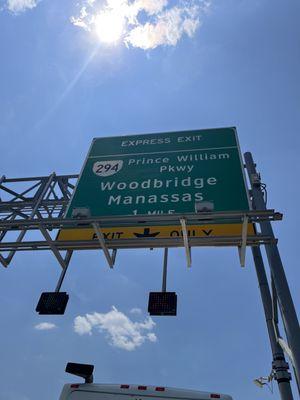 EXPRESS EXIT
294 Prince William
Pkwy
Woodbridge
Manassas
1 MILE
EXIT ONLY